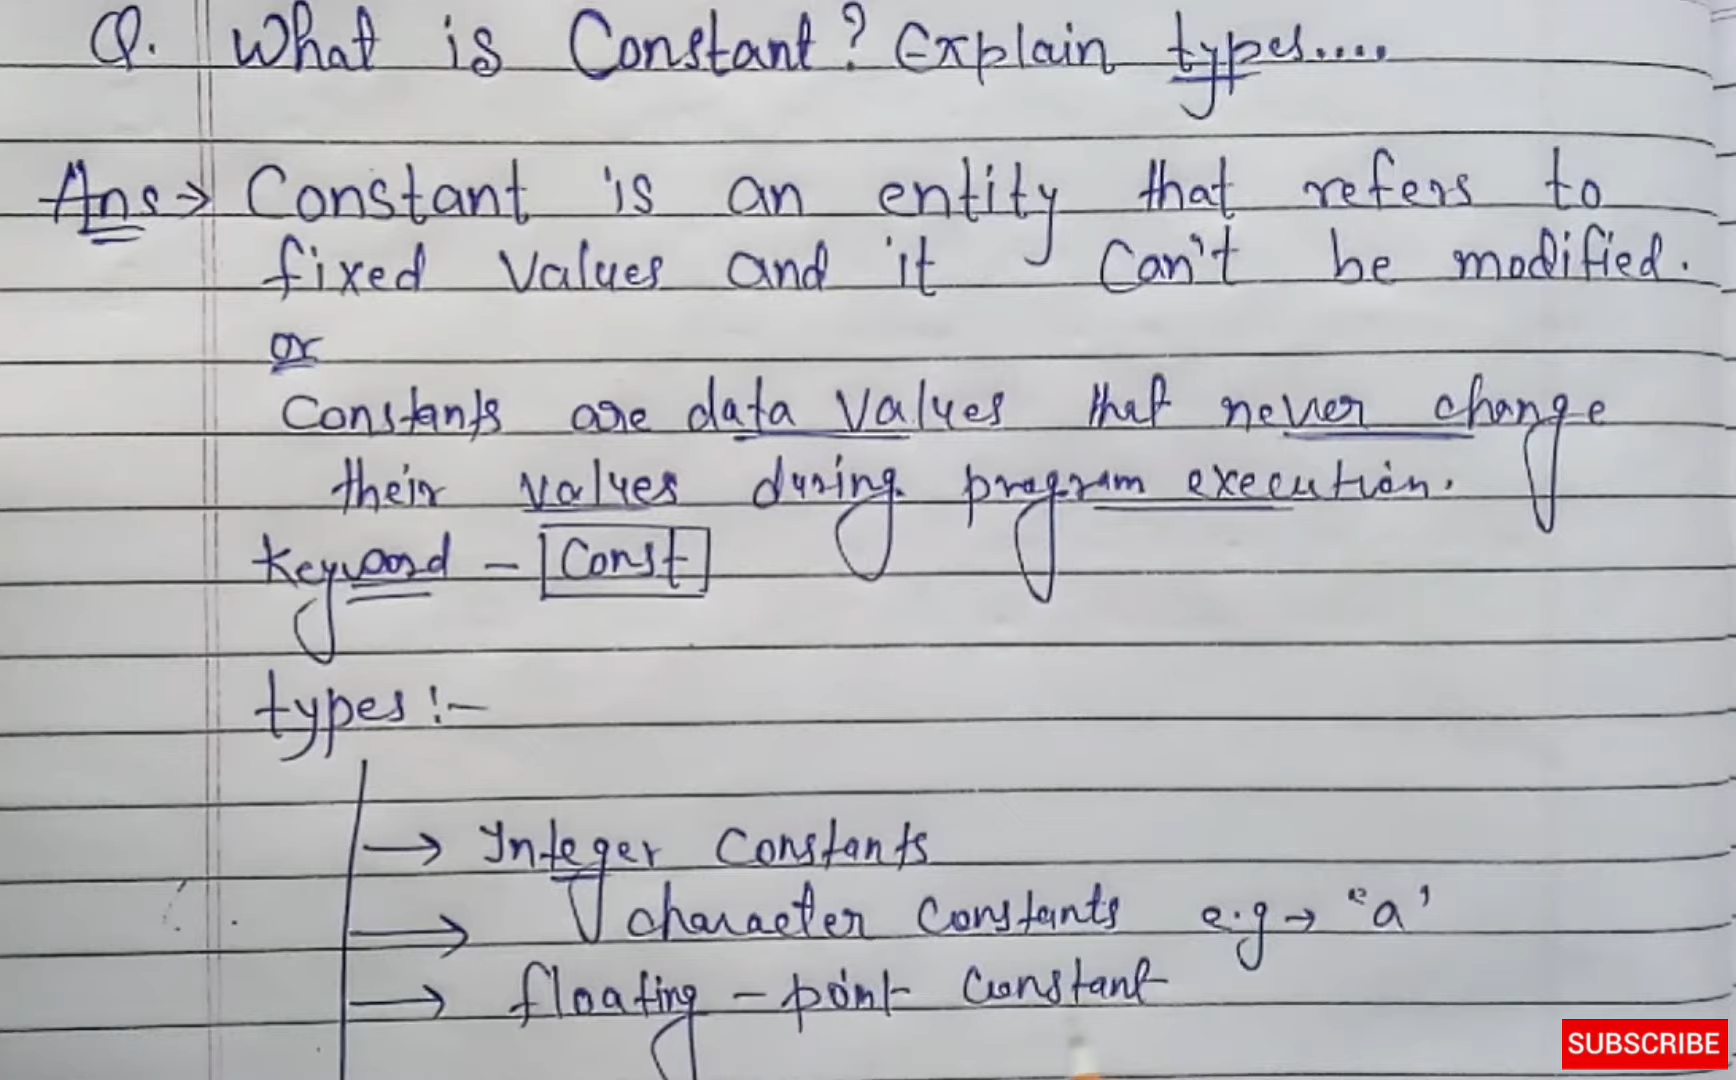 Q. What is Constant? Explain types....
Ans→ Constant is an entity that refers to
fixed values and it can't be modified.
or
Constants are data values that never change
their values during program execution.
Keyword - Const
types:-
→ Integer Constants
→ character constants e.g → "a'
→ floating-point constant
SUBSCRIBE